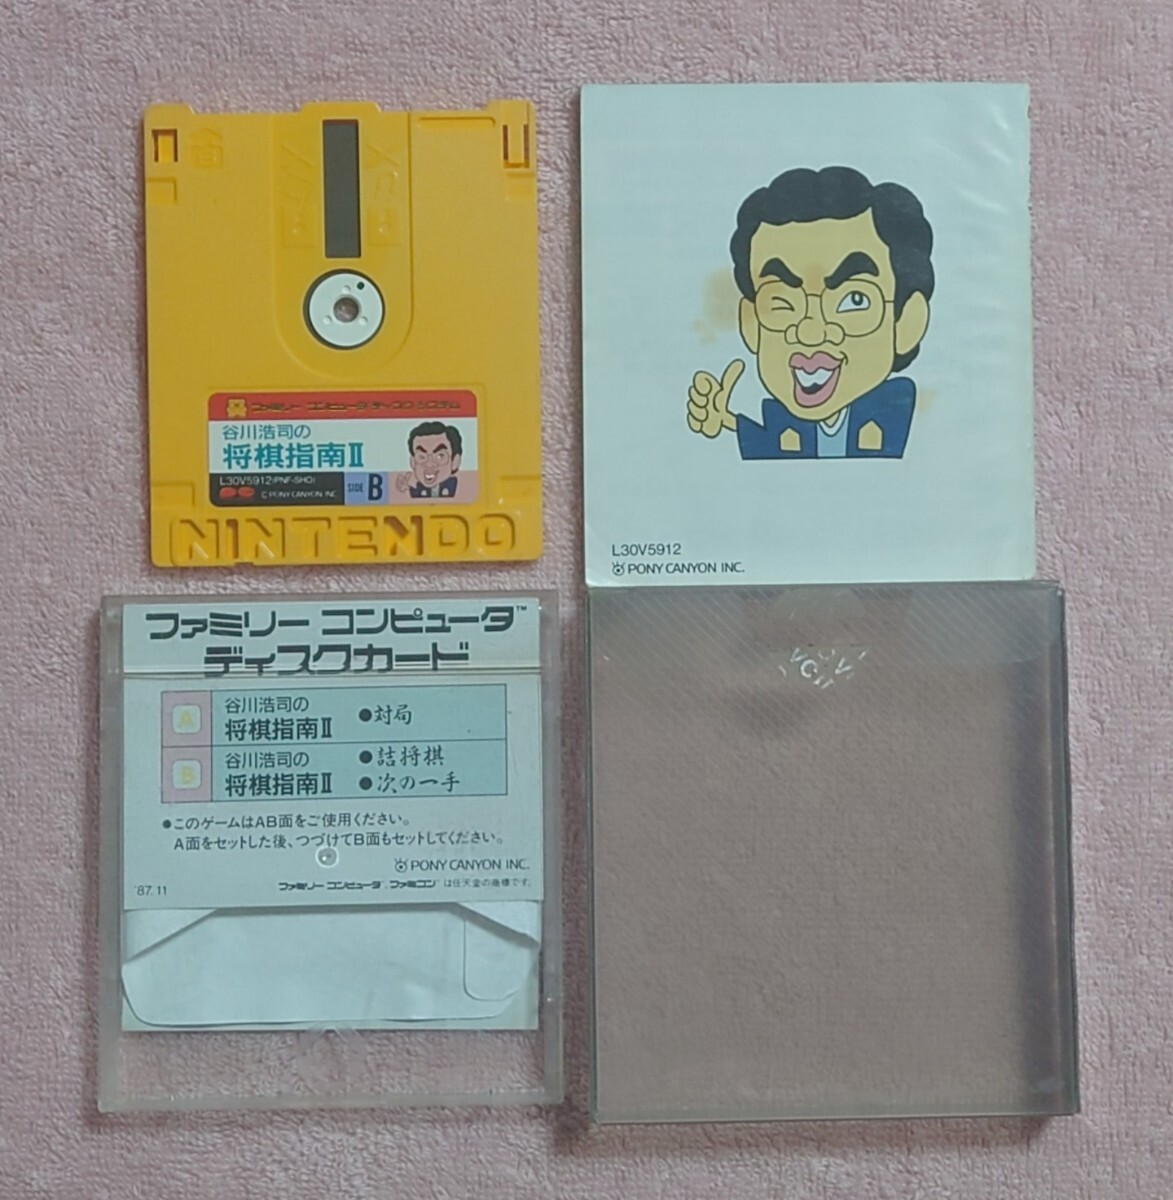 ファミリー コンピュータ ディスク システム
谷川浩司の
将棋指南Ⅱ
L30V5912(PNF-SHO)
© PONY CANYON INC.
SIDE B
NINTENDO
L30V5912
PONY CANYON INC.
ファミリー コンピュータ™
ディスクカード
A
谷川浩司の
将棋指南Ⅱ
●対局
B
谷川浩司の
将棋指南Ⅱ
●詰将棋
●次の一手
●このゲームはAB面をご使用ください。
A面をセットした後、つづけてB面もセットしてください。
PONY CANYON INC.
'87.11
ファミリー コンピュータ™、ファミコン™は任天堂の商標です。